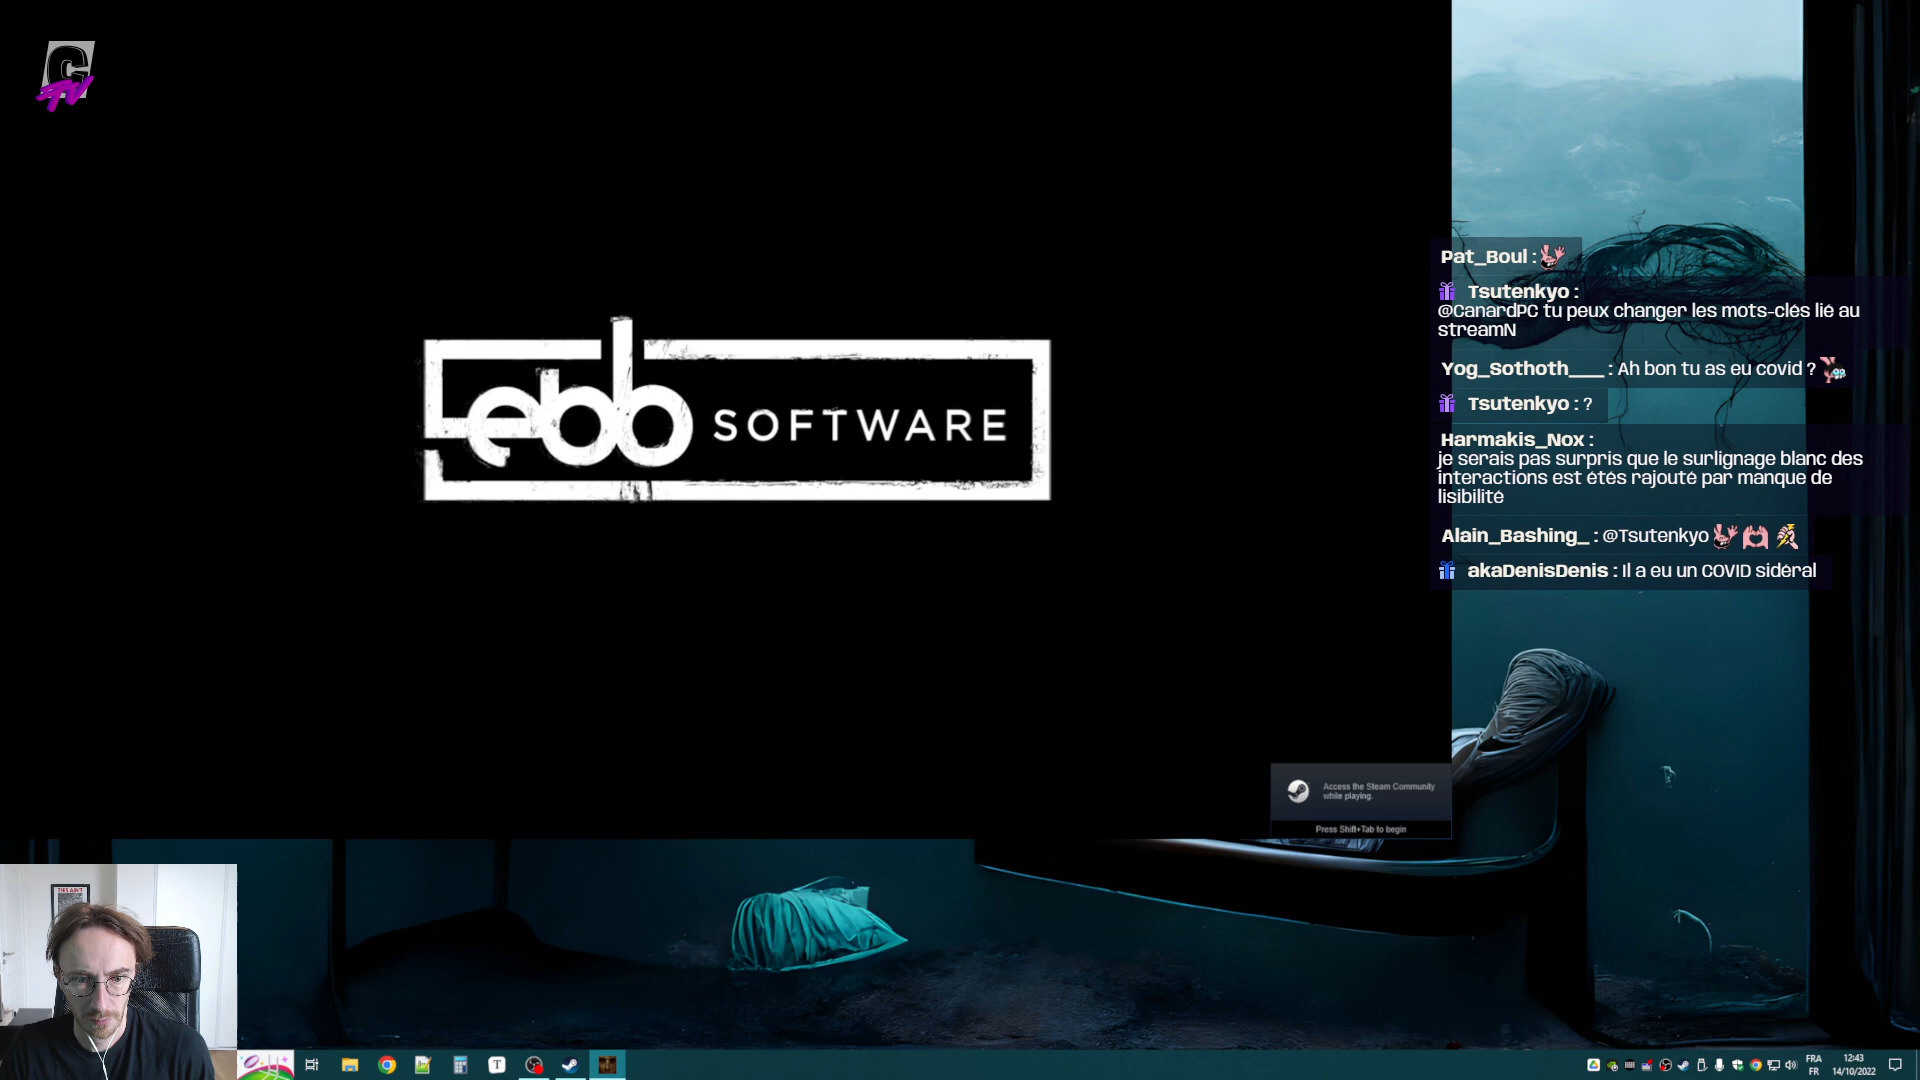 C
TV
ebb SOFTWARE
Pat_Boul :
Tsutenkyo :
@CanardPC tu peux changer les mots-clés lié au
streamN
Yog_Sothoth___ : Ah bon tu as eu covid ?
Tsutenkyo : ?
Harmakis_Nox :
je serais pas surpris que le surlignage blanc des
interactions est étés rajouté par manque de
lisibilité
Alain_Bashing_ : @Tsutenkyo
akaDenisDenis : Il a eu un COVID sidéral
Access the Steam Community
while playing.
Press Shift+Tab to begin
THIS AIN'T
T
FRA
FR
12:43
14/10/2022